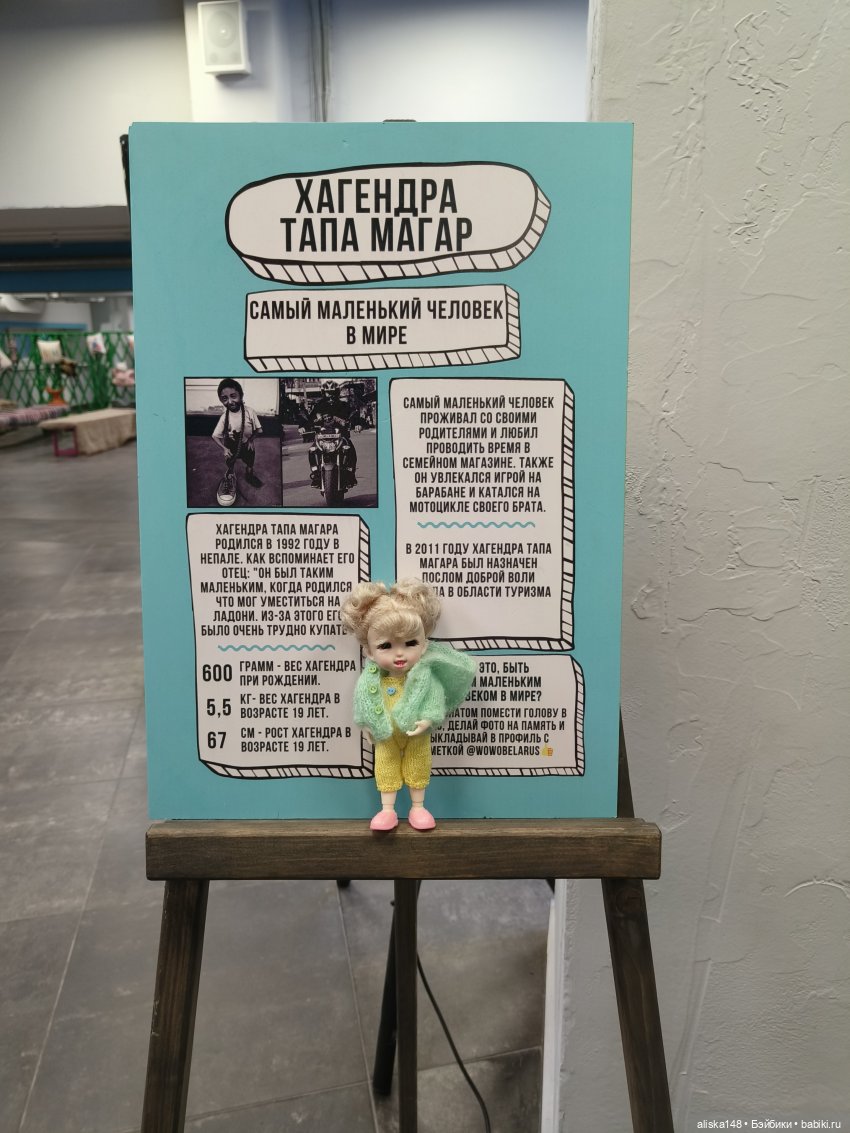 ХАГЕНДРА
ТАПА МАГАР
САМЫЙ МАЛЕНЬКИЙ ЧЕЛОВЕК
В МИРЕ
САМЫЙ МАЛЕНЬКИЙ ЧЕЛОВЕК
ПРОЖИВАЛ СО СВОИМИ
РОДИТЕЛЯМИ И ЛЮБИЛ
ПРОВОДИТЬ ВРЕМЯ В
СЕМЕЙНОМ МАГАЗИНЕ. ТАКЖЕ
ОН УВЛЕКАЛСЯ ИГРОЙ НА
БАРАБАНЕ И КАТАЛСЯ НА
МОТОЦИКЛЕ СВОЕГО БРАТА.
В 2011 ГОДУ ХАГЕНДРА ТАПА
МАГАРА БЫЛ НАЗНАЧЕН
ПОСЛОМ ДОБРОЙ ВОЛИ
В ОБЛАСТИ ТУРИЗМА
ХАГЕНДРА ТАПА МАГАРА
РОДИЛСЯ В 1992 ГОДУ В
НЕПАЛЕ. КАК ВСПОМИНАЕТ ЕГО
ОТЕЦ: "ОН БЫЛ ТАКИМ
МАЛЕНЬКИМ, КОГДА РОДИЛСЯ
ЧТО МОГ УМЕСТИТЬСЯ НА
ЛАДОНИ. ИЗ-ЗА ЭТОГО ЕГО
БЫЛО ОЧЕНЬ ТРУДНО КУПАТЬ
600 ГРАММ - ВЕС ХАГЕНДРА
ПРИ РОЖДЕНИИ.
5,5 КГ- ВЕС ХАГЕНДРА В
ВОЗРАСТЕ 19 ЛЕТ.
67 СМ - РОСТ ХАГЕНДРА В
ВОЗРАСТЕ 19 ЛЕТ.
ЭТО, БЫТЬ
МАЛЕНЬКИМ
В МИРЕ?
ПОМЕСТИ ГОЛОВУ В
ДЕЛАЙ ФОТО НА ПАМЯТЬ И
ВЫКЛАДЫВАЙ В ПРОФИЛЬ С
@WOWOBELARUS
aliska148 • Бэйбики • babiki.ru